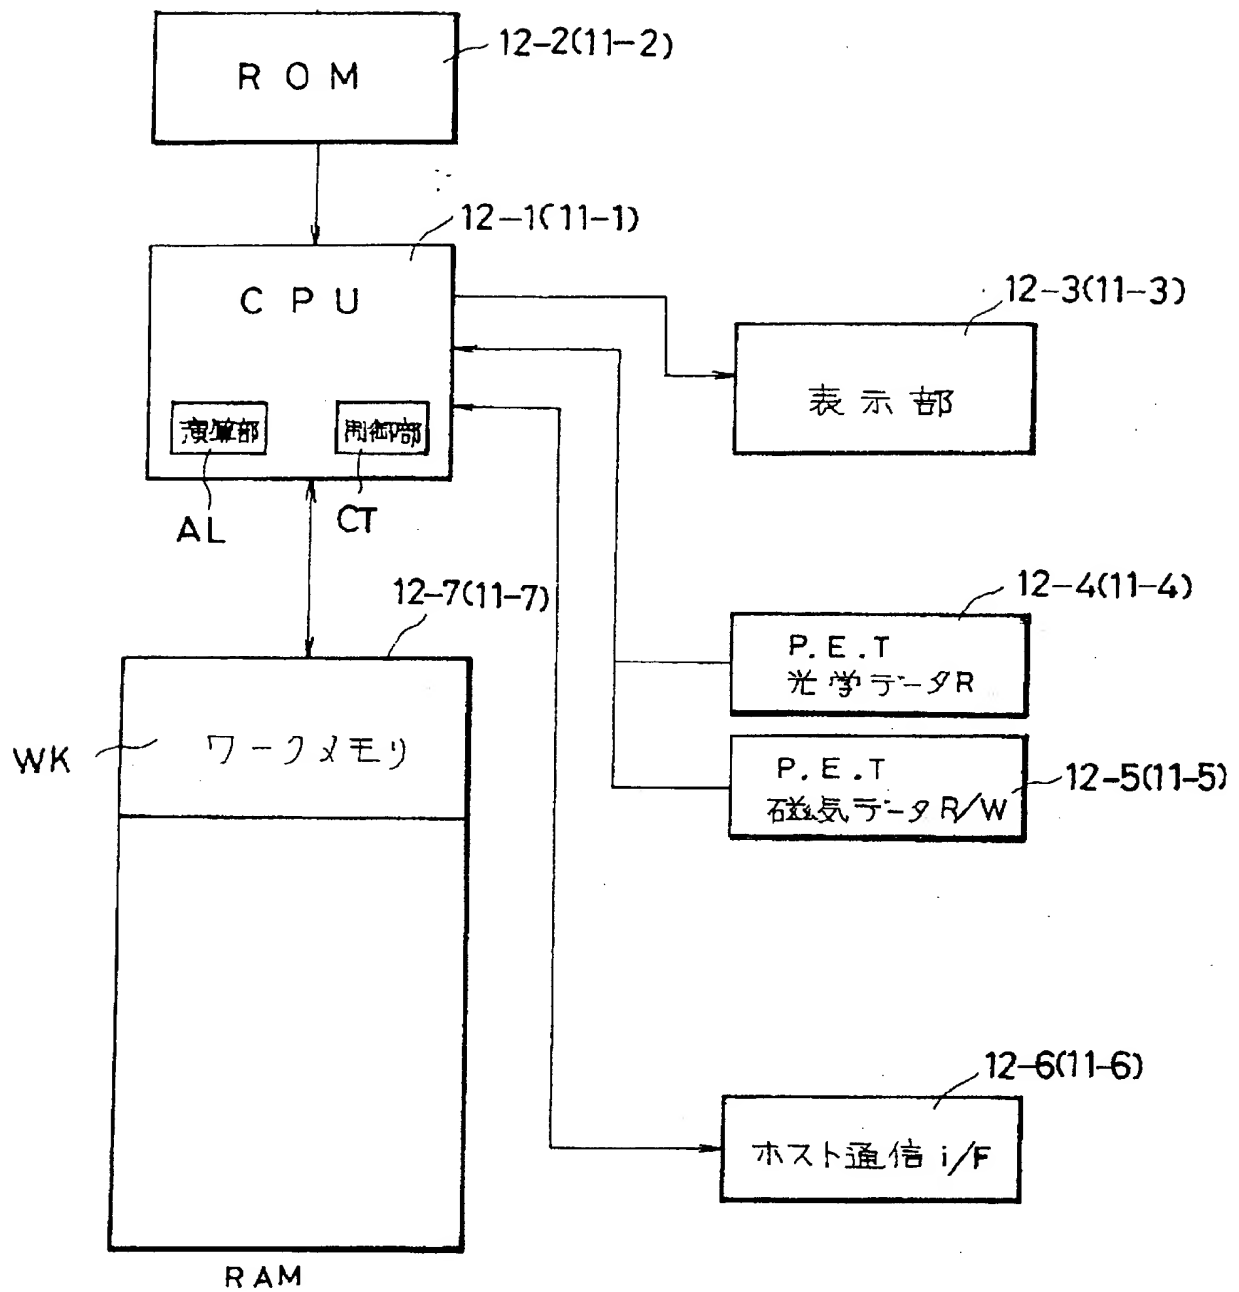 12-2(11-2)
ROM
12-1(11-1)
CPU
12-3(11-3)
表示部
演算部
制御部
AL
CT
12-7(11-7)
12-4(11-4)
P.E.T
光学データR
WK
ワークメモリ
P.E.T
磁気データR/W
12-5(11-5)
12-6(11-6)
ホスト通信i/F
RAM